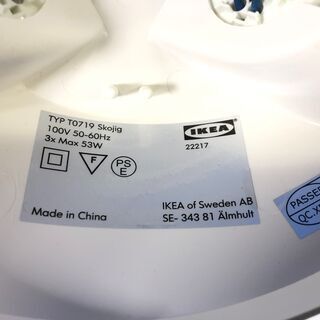 TYP T0719 Skojig
100V 50-60Hz
3x Max 53W
IKEA
22217
F
PS
E
Made in China
IKEA of Sweden AB
SE- 343 81 Älmhult
PASSED